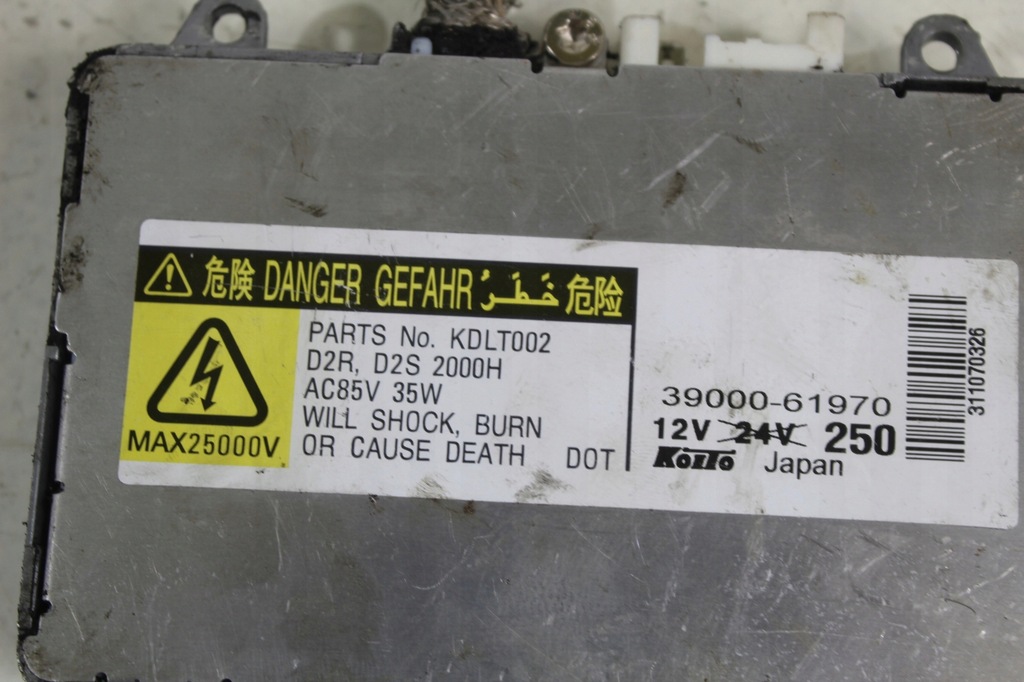 危険 DANGER GEFAHR خَطَرٌ 危险
MAX25000V
PARTS No. KDLT002
D2R, D2S 2000H
AC85V 35W
WILL SHOCK, BURN
OR CAUSE DEATH DOT
39000-61970
12V 24V 250
KOITO Japan
311070326